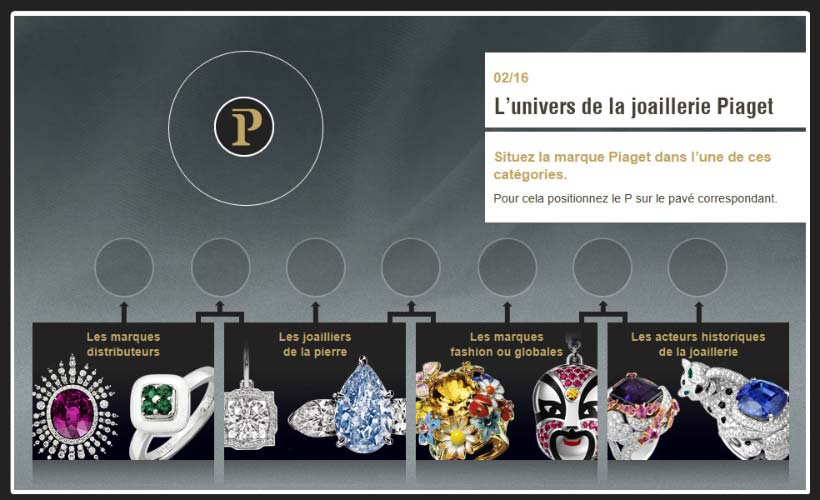 P
02/16
L'univers de la joaillerie Piaget
Situez la marque Piaget dans l'une de ces
catégories.
Pour cela positionnez le P sur le pavé correspondant.
Les marques
distributeurs
Les joailliers
de la pierre
Les marques
fashion ou globales
Les acteurs historiques
de la joaillerie